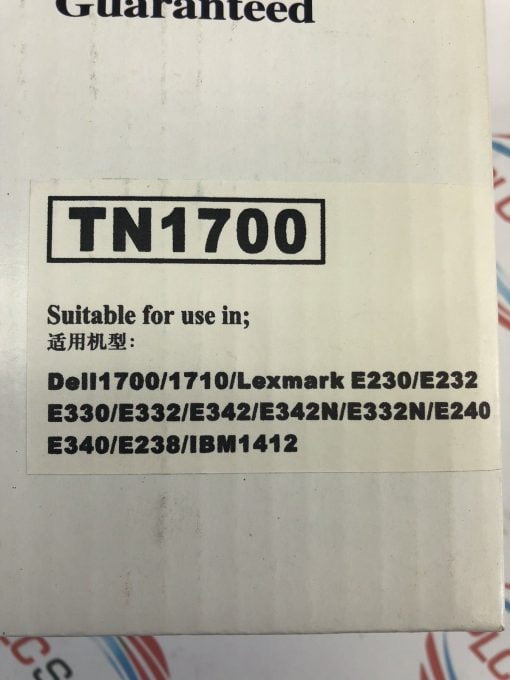 Guaranteed
TN1700
Suitable for use in;
适用机型:
Dell1700/1710/Lexmark E230/E232
E330/E332/E342/E342N/E332N/E240
E340/E238/IBM1412